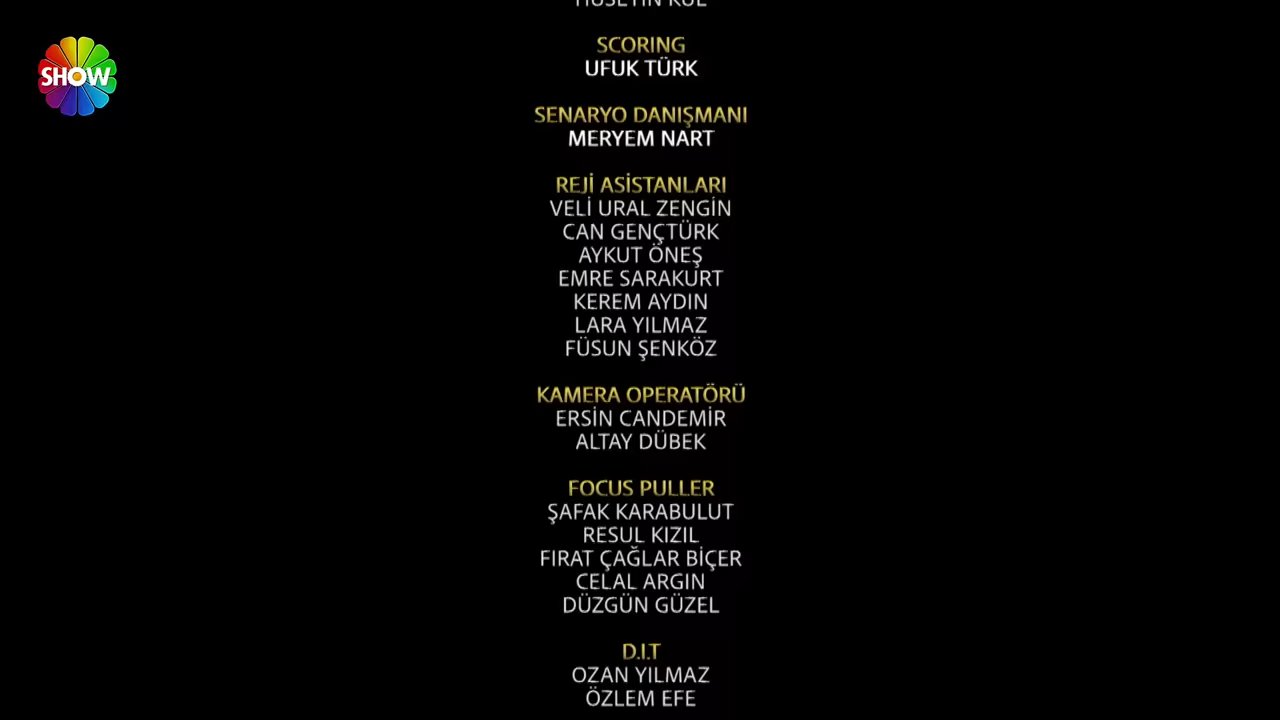 SHOW
SCORING
UFUK TÜRK
SENARYO DANIŞMANI
MERYEM NART
REJİ ASİSTANLARI
VELİ URAL ZENGİN
CAN GENÇTÜRK
AYKUT ÖNEŞ
EMRE SARAKURT
KEREM AYDIN
LARA YILMAZ
FÜSUN ŞENKÖZ
KAMERA OPERATÖRÜ
ERSİN CANDEMİR
ALTAY DÜBEK
FOCUS PULLER
ŞAFAK KARABULUT
RESUL KIZIL
FIRAT ÇAĞLAR BİÇER
CELAL ARGIN
DÜZGÜN GÜZEL
D.I.T
OZAN YILMAZ
ÖZLEM EFE